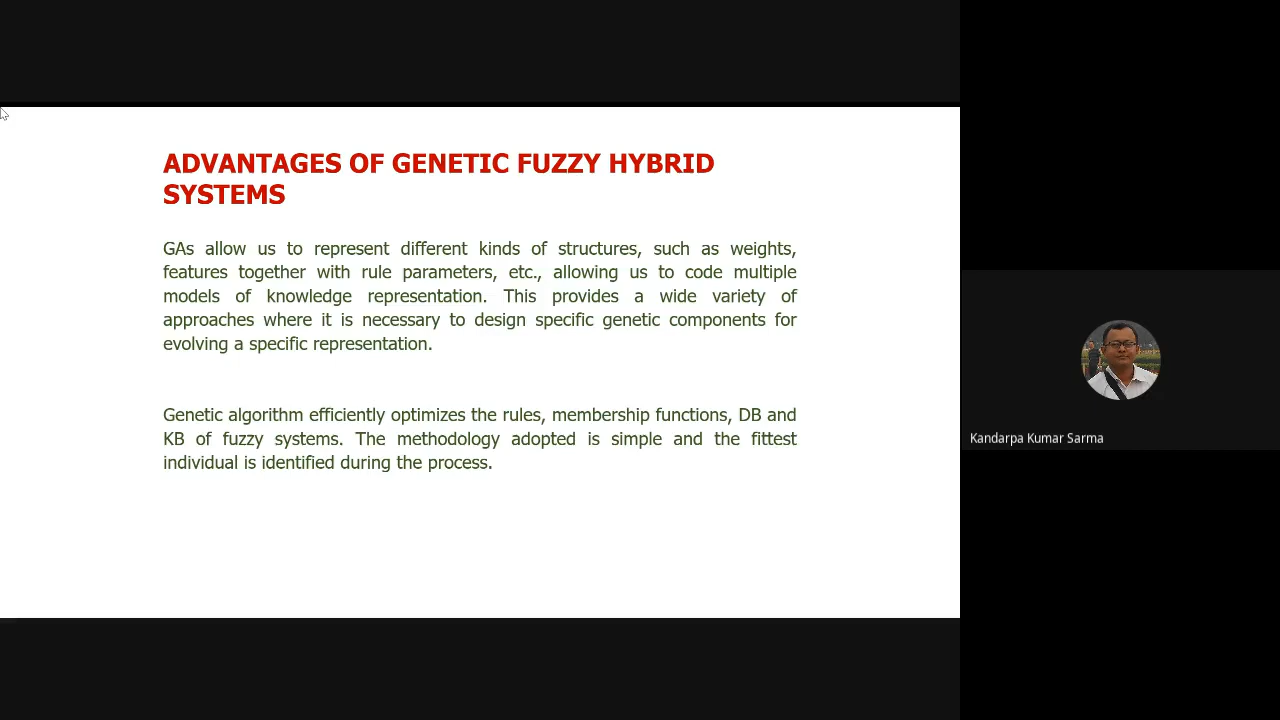 ADVANTAGES OF GENETIC FUZZY HYBRID
SYSTEMS
GAs allow us to represent different kinds of structures, such as weights,
features together with rule parameters, etc., allowing us to code multiple
models of knowledge representation. This provides a wide variety of
approaches where it is necessary to design specific genetic components for
evolving a specific representation.
Genetic algorithm efficiently optimizes the rules, membership functions, DB and
KB of fuzzy systems. The methodology adopted is simple and the fittest
individual is identified during the process.
Kandarpa Kumar Sarma